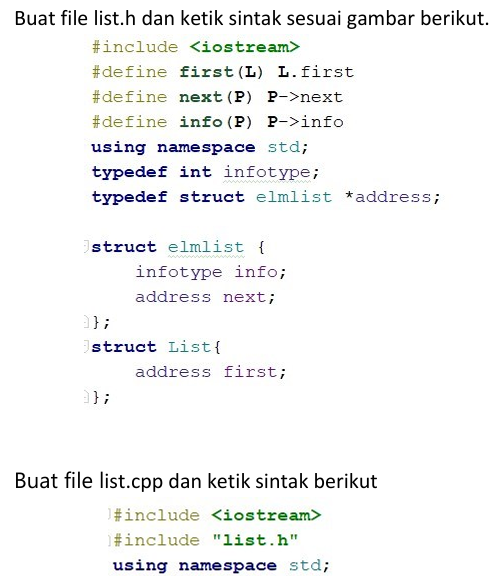 Buat file list.h dan ketik sintak sesuai gambar berikut.
#include <iostream>
#define first(L) L.first
#define next(P) P->next
#define info(P) P->info
using namespace std;
typedef int infotype;
typedef struct elmlist *address;
struct elmlist {
infotype info;
address next;
};
struct List{
address first;
};
Buat file list.cpp dan ketik sintak berikut
#include <iostream>
#include "list.h"
using namespace std;